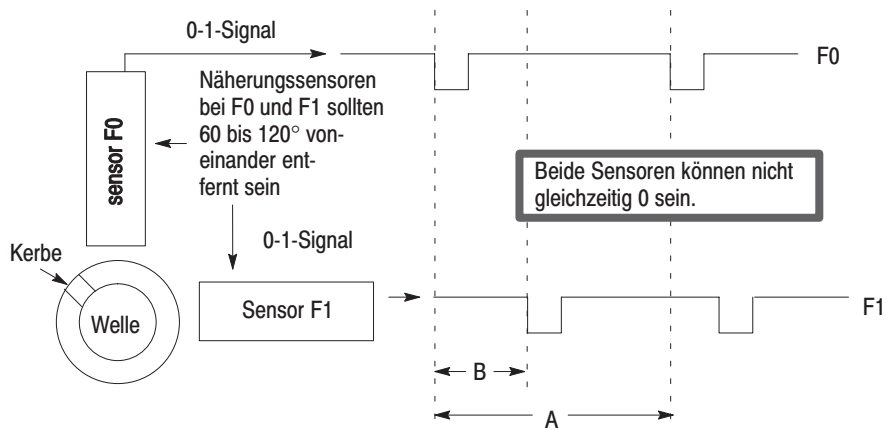 0-1-Signal
F0
Näherungssensoren
bei F0 und F1 sollten
60 bis 120° von-
einander ent-
fernt sein
sensor F0
Beide Sensoren können nicht
gleichzeitig 0 sein.
0-1-Signal
Kerbe
Welle
Sensor F1
F1
B
A